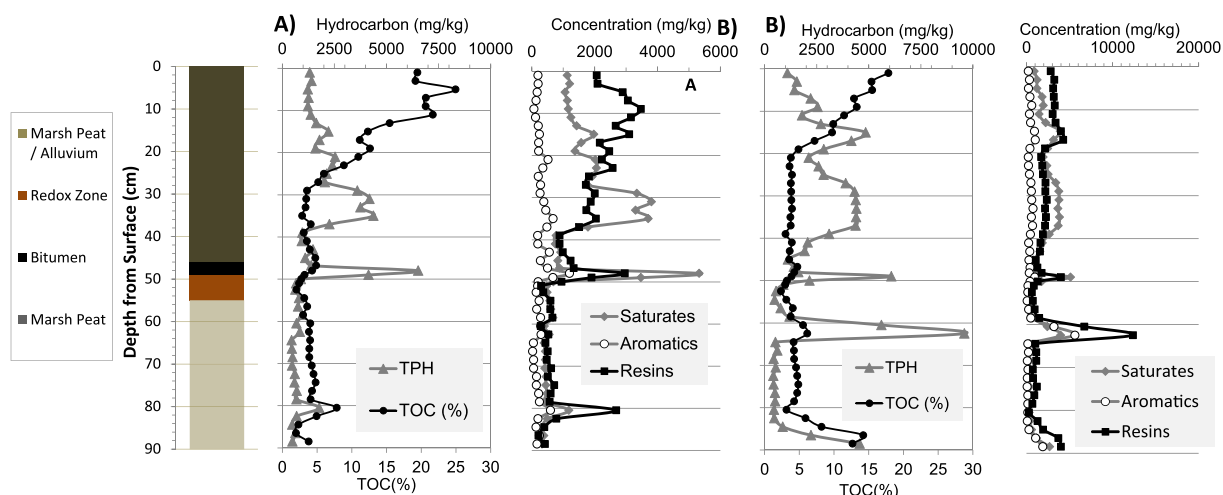 A)
Hydrocarbon (mg/kg)
0 2500 5000 7500 10000
Concentration (mg/kg)
0 2000 4000 6000
B)
B)
Hydrocarbon (mg/kg)
0 2500 5000 7500 10000
Concentration (mg/kg)
0 10000 20000
A
Marsh Peat
/ Alluvium
Redox Zone
Bitumen
Marsh Peat
Depth from Surface (cm)
0
10
20
30
40
50
60
70
80
90
TPH
TOC (%)
0 5 10 15 20 25 30
TOC(%)
Saturates
Aromatics
Resins
TPH
TOC (%)
0 5 10 15 20 25 30
TOC(%)
Saturates
Aromatics
Resins